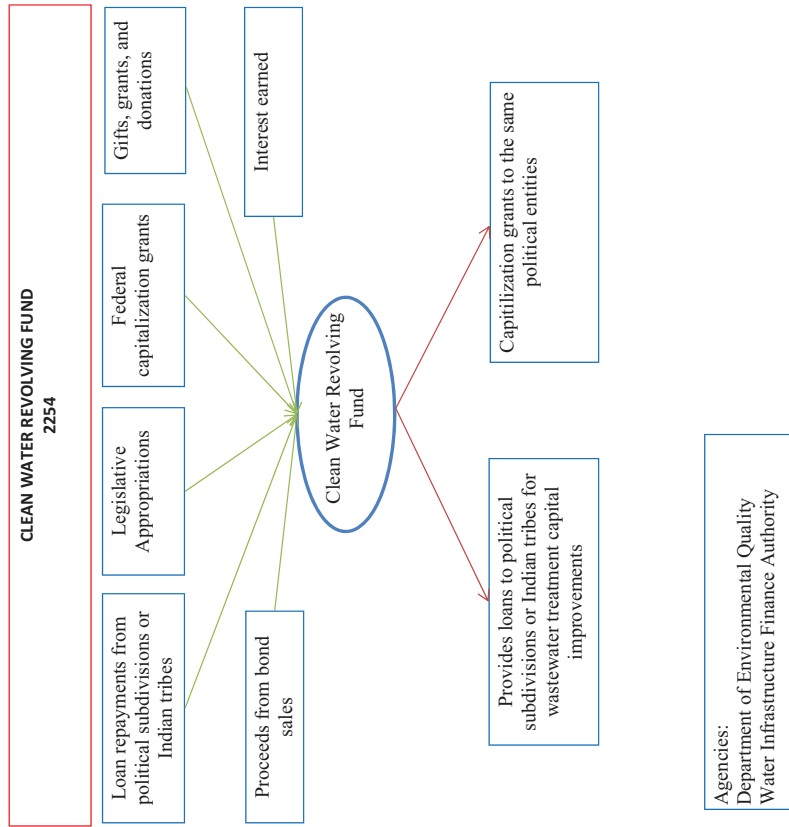 CLEAN WATER REVOLVING FUND
2254
Loan repayments from
political subdivisions or
Indian tribes
Legislative
Appropriations
Federal
capitalization grants
Gifts, grants, and
donations
Proceeds from bond
sales
Interest earned
Clean Water Revolving
Fund
Provides loans to political
subdivisions or Indian tribes for
wastewater treatment capital
improvements
Capitilization grants to the same
political entities
Agencies:
Department of Environmental Quality
Water Infrastructure Finance Authority